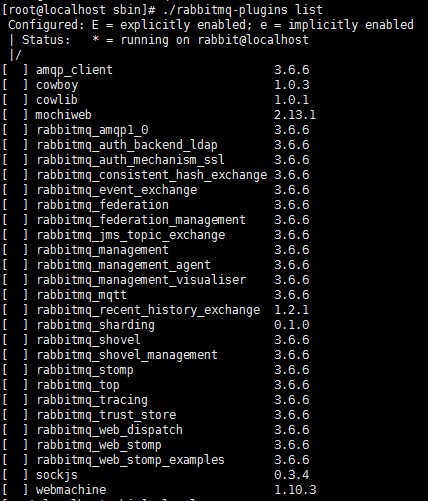 [root@localhost sbin]# ./rabbitmq-plugins list
 Configured: E = explicitly enabled; e = implicitly enabled
 | Status:   * = running on rabbit@localhost
 |/
[  ] amqp_client                       3.6.6
[  ] cowboy                            1.0.3
[  ] cowlib                            1.0.1
[  ] mochiweb                          2.13.1
[  ] rabbitmq_amqp1_0                  3.6.6
[  ] rabbitmq_auth_backend_ldap        3.6.6
[  ] rabbitmq_auth_mechanism_ssl       3.6.6
[  ] rabbitmq_consistent_hash_exchange 3.6.6
[  ] rabbitmq_event_exchange           3.6.6
[  ] rabbitmq_federation               3.6.6
[  ] rabbitmq_federation_management    3.6.6
[  ] rabbitmq_jms_topic_exchange       3.6.6
[  ] rabbitmq_management               3.6.6
[  ] rabbitmq_management_agent         3.6.6
[  ] rabbitmq_management_visualiser    3.6.6
[  ] rabbitmq_mqtt                     3.6.6
[  ] rabbitmq_recent_history_exchange  1.2.1
[  ] rabbitmq_sharding                 0.1.0
[  ] rabbitmq_shovel                   3.6.6
[  ] rabbitmq_shovel_management        3.6.6
[  ] rabbitmq_stomp                    3.6.6
[  ] rabbitmq_top                      3.6.6
[  ] rabbitmq_tracing                  3.6.6
[  ] rabbitmq_trust_store              3.6.6
[  ] rabbitmq_web_dispatch             3.6.6
[  ] rabbitmq_web_stomp                3.6.6
[  ] rabbitmq_web_stomp_examples       3.6.6
[  ] sockjs                            0.3.4
[  ] webmachine                        1.10.3